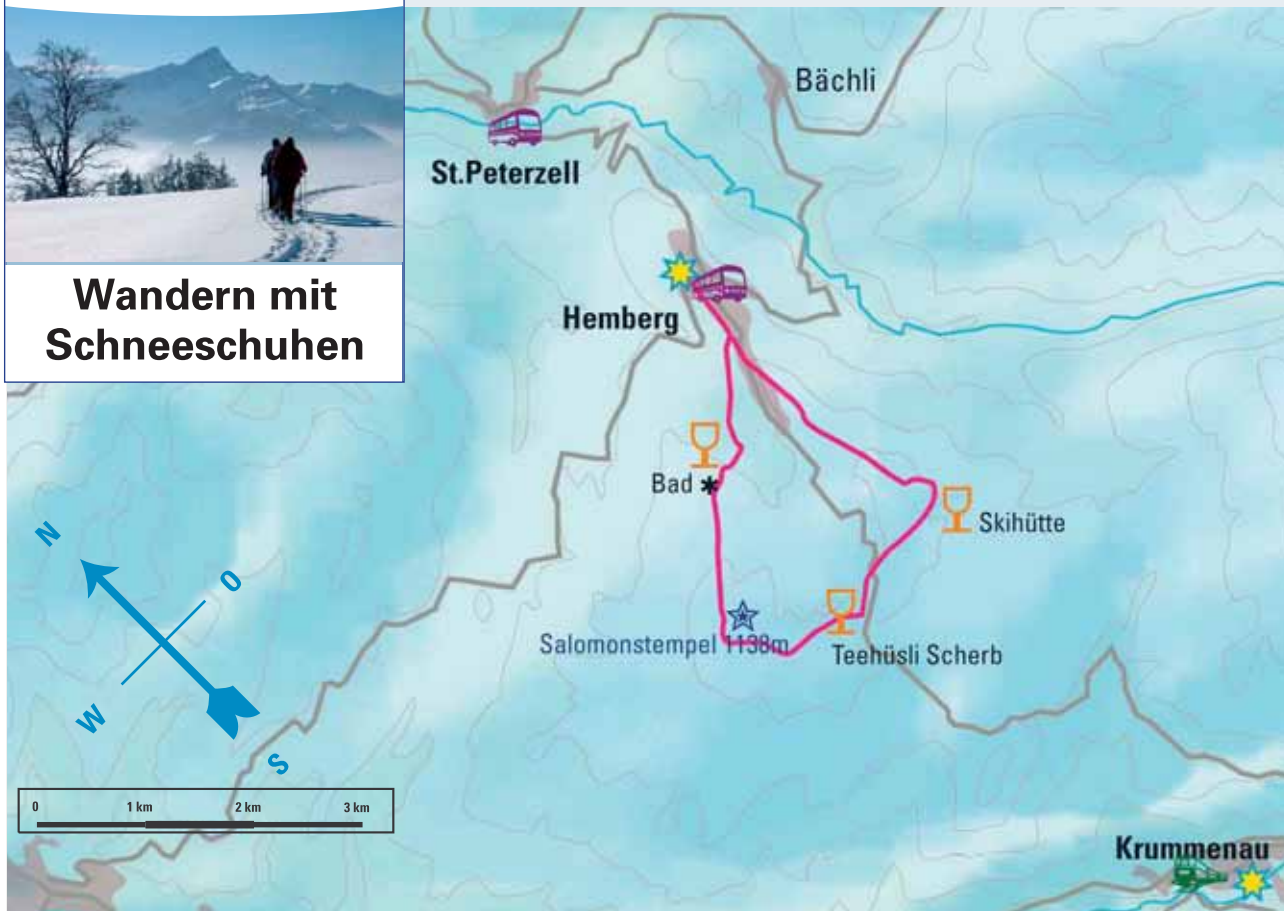 Wandern mit
Schneeschuhen
Bächli
St.Peterzell
Hemberg
Bad
Skihütte
Salomonstempel 1138m
Teehüsli Scherb
N
O
W
S
0 1 km 2 km 3 km
Krummenau